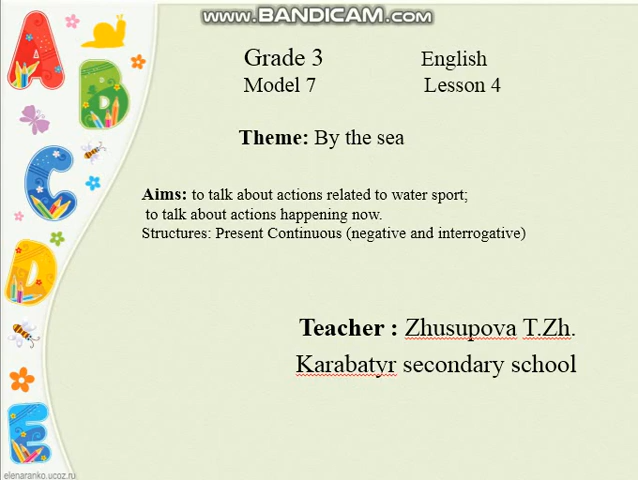 www.BANDICAM.com
Grade 3 English
Model 7 Lesson 4
Theme: By the sea
Aims: to talk about actions related to water sport;
to talk about actions happening now.
Structures: Present Continuous (negative and interrogative)
Teacher : Zhusupova T.Zh.
Karabatyr secondary school
A
B
C
D
E
elenaranko.ucoz.ru